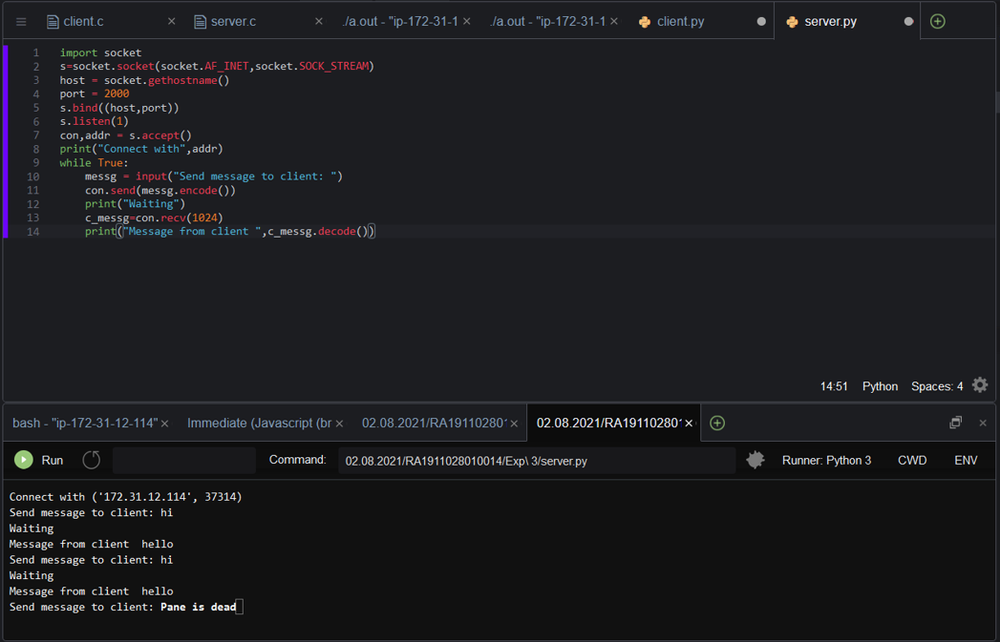 client.c server.c ./a.out - "ip-172-31-1 ./a.out - "ip-172-31-1 client.py server.py
1 import socket
2 s=socket.socket(socket.AF_INET,socket.SOCK_STREAM)
3 host = socket.gethostname()
4 port = 2000
5 s.bind((host,port))
6 s.listen(1)
7 con,addr = s.accept()
8 print("Connect with",addr)
9 while True:
10     messg = input("Send message to client: ")
11     con.send(messg.encode())
12     print("Waiting")
13     c_messg=con.recv(1024)
14     print("Message from client ",c_messg.decode())
14:51 Python Spaces: 4
bash - "ip-172-31-12-114" Immediate (Javascript (br 02.08.2021/RA19110280 02.08.2021/RA19110280
Run Command: 02.08.2021/RA1911028010014/Exp\ 3/server.py Runner: Python 3 CWD ENV
Connect with ('172.31.12.114', 37314)
Send message to client: hi
Waiting
Message from client  hello
Send message to client: hi
Waiting
Message from client  hello
Send message to client: Pane is dead